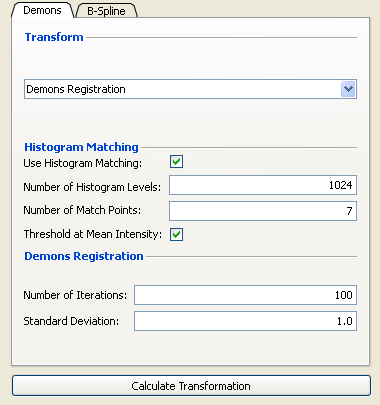 Demons B-Spline
Transform
Demons Registration
Histogram Matching
Use Histogram Matching:
Number of Histogram Levels: 1024
Number of Match Points: 7
Threshold at Mean Intensity:
Demons Registration
Number of Iterations: 100
Standard Deviation: 1.0
Calculate Transformation